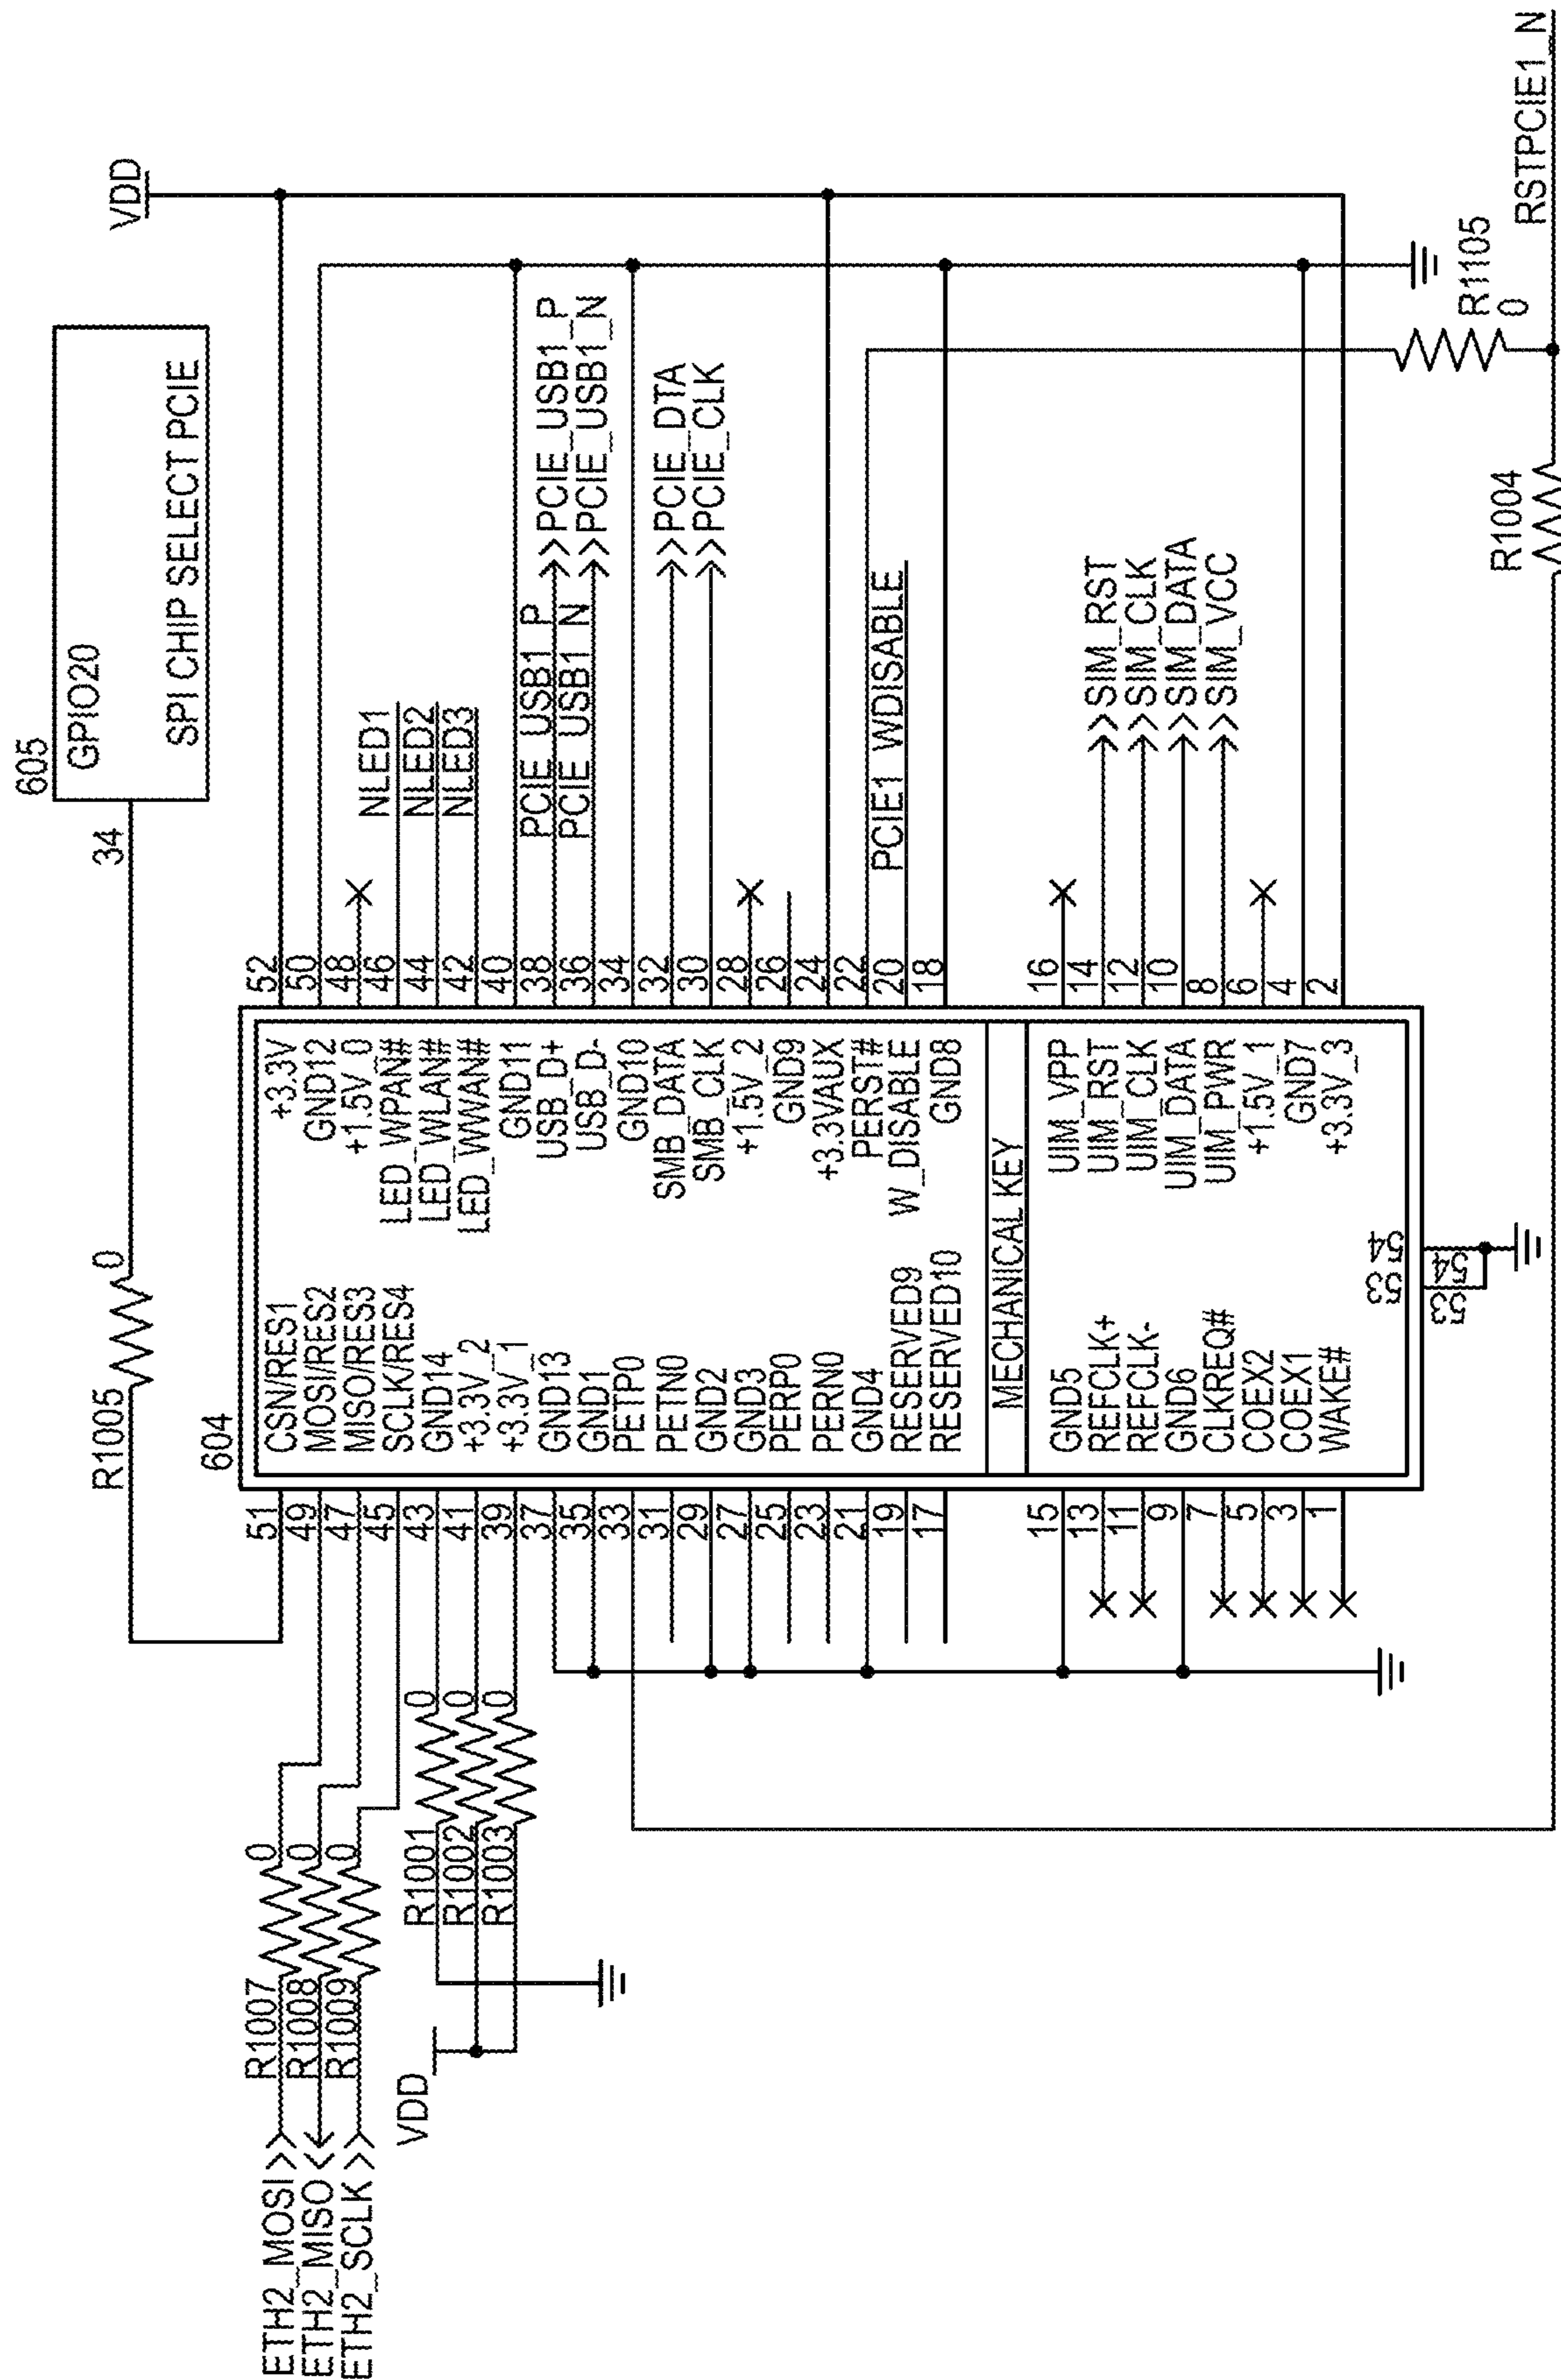 605
GPIO20
SPI CHIP SELECT PCIE
34
R1005 0
VDD
604
ETH2_MOSI
ETH2_MISO
ETH2_SCLK
R1007 0
R1008 0
R1009 0
VDD
R1001 0
R1002 0
R1003 0
51 CSN/RES1
49 MOSI/RES2
47 MISO/RES3
45 SCLK/RES4
43 GND14
41 +3.3V_2
39 +3.3V_1
37 GND13
35 GND1
33 PETP0
31 PETN0
29 GND2
27 GND3
25 PERP0
23 PERN0
21 GND4
19 RESERVED9
17 RESERVED10
MECHANICAL KEY
15 GND5
13 REFCLK+
11 REFCLK-
9 GND6
7 CLKREQ#
5 COEX2
3 COEX1
1 WAKE#
+3.3V 52
GND12 50
+1.5V_0 48
LED_WPAN# 46 NLED1
LED_WLAN# 44 NLED2
LED_WWAN# 42 NLED3
GND11 40
USB_D+ 38 PCIE_USB1_P PCIE_USB1_P
USB_D- 36 PCIE_USB1_N PCIE_USB1_N
GND10 34
SMB_DATA 32 PCIE_DTA
SMB_CLK 30 PCIE_CLK
+1.5V_2 28
GND9 26
+3.3VAUX 24
PERST# 22
W_DISABLE 20 PCIE1_WDISABLE
GND8 18
UIM_VPP 16
UIM_RST 14 SIM_RST
UIM_CLK 12 SIM_CLK
UIM_DATA 10 SIM_DATA
UIM_PWR 8 SIM_VCC
+1.5V_1 6
GND7 4
+3.3V_3 2
53 54
53 54
R1105
0
R1004
RSTPCIE1_N